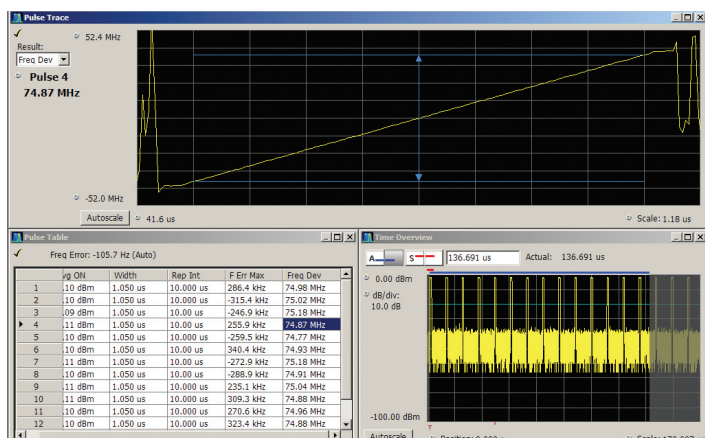 Pulse Trace
Result:
Freq Dev
Pulse 4
74.87 MHz
52.4 MHz
-52.0 MHz
Autoscale
41.6 us
Scale: 1.18 us
Pulse Table
Freq Error: -105.7 Hz (Auto)
vg ON Width Rep Int F Err Max Freq Dev
1 .10 dBm 1.050 us 10.000 us 286.4 kHz 74.98 MHz
2 .10 dBm 1.050 us 10.000 us -315.4 kHz 75.02 MHz
3 .09 dBm 1.050 us 10.00 us -246.9 kHz 75.18 MHz
4 .11 dBm 1.050 us 10.00 us 255.9 kHz 74.87 MHz
5 .10 dBm 1.050 us 10.000 us -259.5 kHz 74.77 MHz
6 .10 dBm 1.050 us 10.00 us 340.4 kHz 74.93 MHz
7 .11 dBm 1.050 us 10.000 us -272.9 kHz 75.18 MHz
8 .10 dBm 1.050 us 10.000 us -288.9 kHz 74.91 MHz
9 .11 dBm 1.050 us 10.000 us 235.1 kHz 75.04 MHz
10 .11 dBm 1.050 us 10.000 us 309.3 kHz 74.88 MHz
11 .10 dBm 1.050 us 10.000 us 270.6 kHz 74.96 MHz
12 .10 dBm 1.050 us 10.000 us 323.4 kHz 74.88 MHz
Time Overview
A S 136.691 us Actual: 136.691 us
0.00 dBm
dB/div:
10.0 dB
-100.00 dBm
T
Autoscale